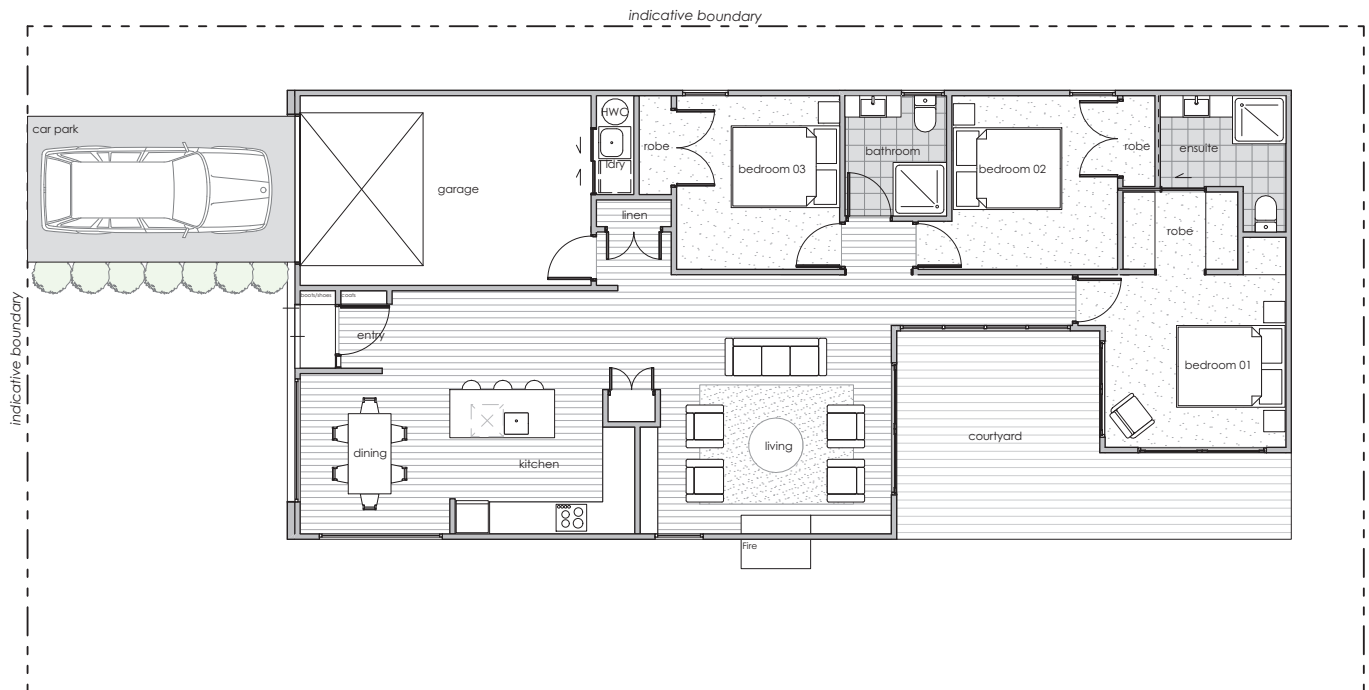 indicative boundary
car park
garage
HWC
ldry
robe
bedroom 03
bathroom
bedroom 02
robe
ensuite
linen
robe
indicative boundary
boots/shoes
coats
entry
bedroom 01
courtyard
living
dining
kitchen
Fire